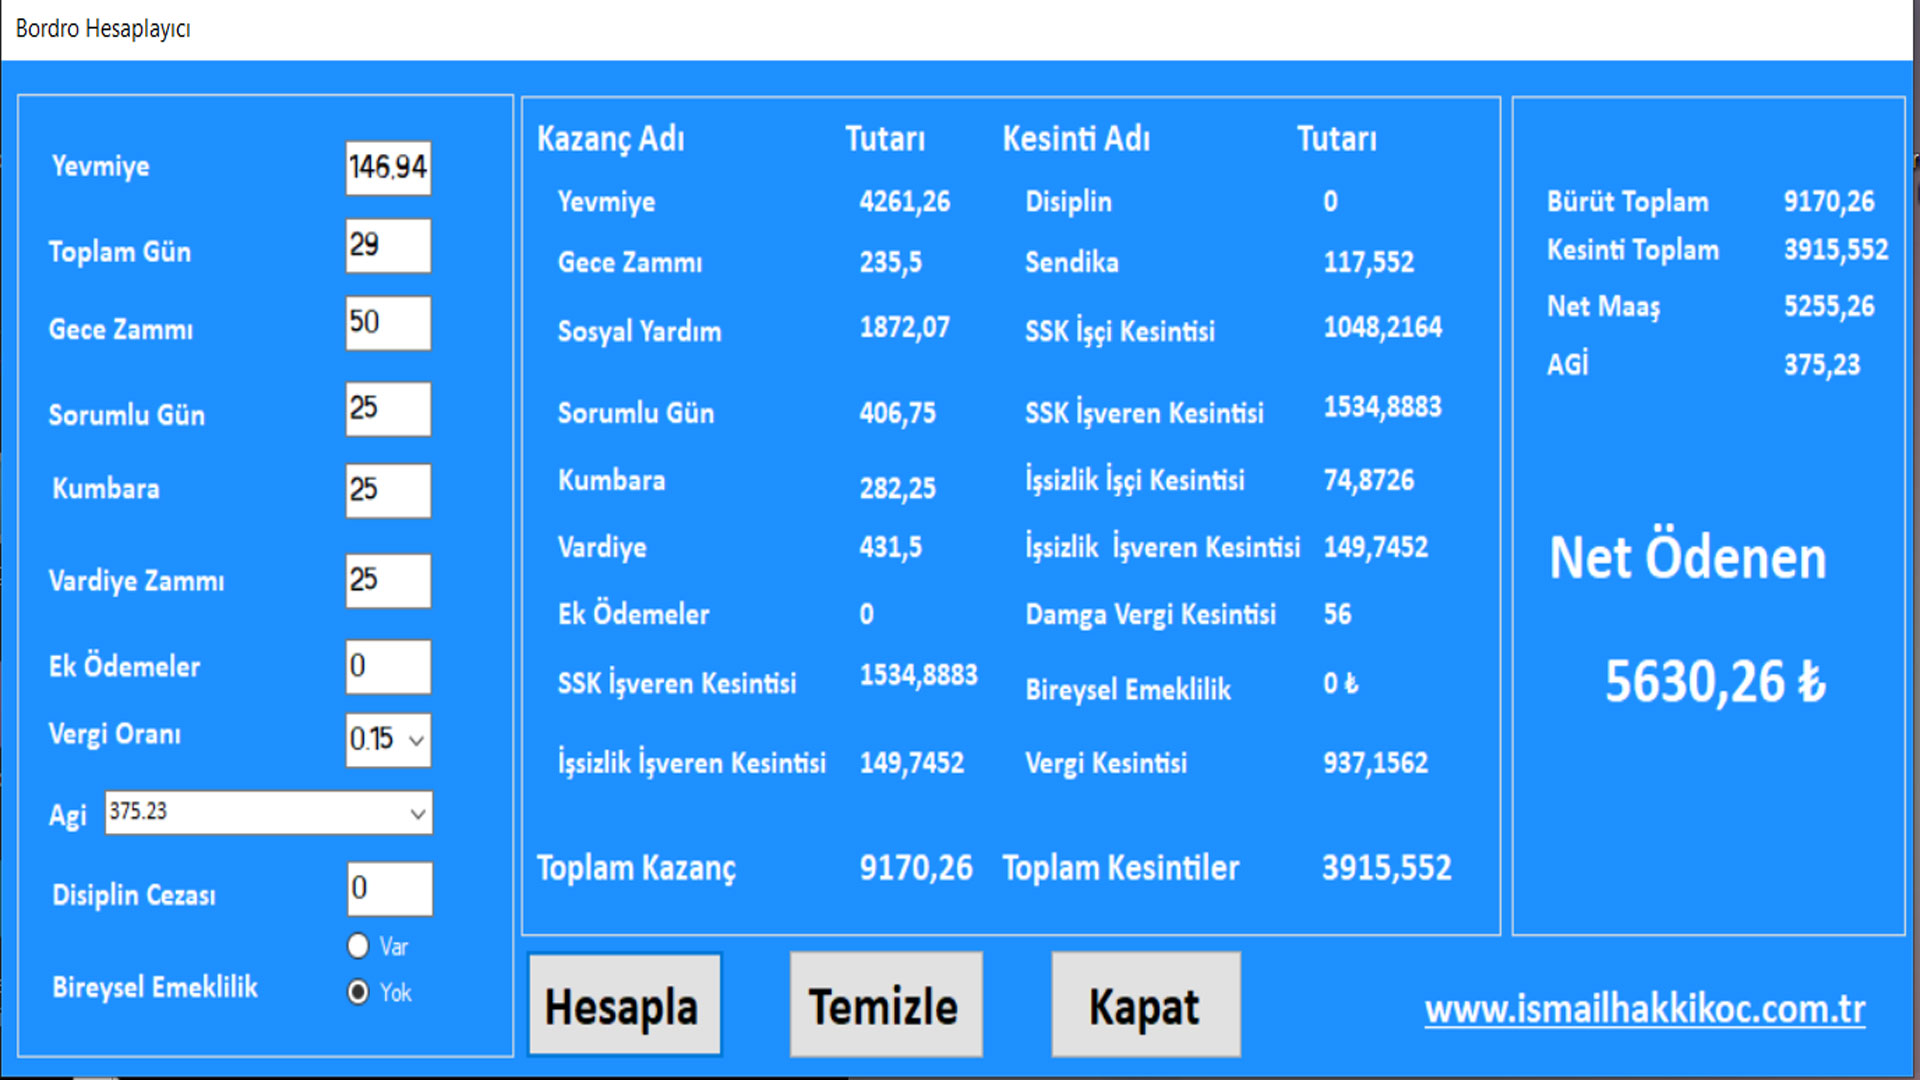 Bordro Hesaplayıcı
Yevmiye 146,94
Toplam Gün 29
Gece Zammı 50
Sorumlu Gün 25
Kumbara 25
Vardiye Zammı 25
Ek Ödemeler 0
Vergi Oranı 0.15
Agi 375.23
Disiplin Cezası 0
Bireysel Emeklilik
Var
Yok
Kazanç Adı Tutarı Kesinti Adı Tutarı
Yevmiye 4261,26 Disiplin 0
Gece Zammı 235,5 Sendika 117,552
Sosyal Yardım 1872,07 SSK İşçi Kesintisi 1048,2164
Sorumlu Gün 406,75 SSK İşveren Kesintisi 1534,8883
Kumbara 282,25 İşsizlik İşçi Kesintisi 74,8726
Vardiye 431,5 İşsizlik İşveren Kesintisi 149,7452
Ek Ödemeler 0 Damga Vergi Kesintisi 56
SSK İşveren Kesintisi 1534,8883 Bireysel Emeklilik 0 ₺
İşsizlik İşveren Kesintisi 149,7452 Vergi Kesintisi 937,1562
Toplam Kazanç 9170,26 Toplam Kesintiler 3915,552
Bürüt Toplam 9170,26
Kesinti Toplam 3915,552
Net Maaş 5255,26
AGİ 375,23
Net Ödenen
5630,26 ₺
Hesapla Temizle Kapat
www.ismailhakkikoc.com.tr